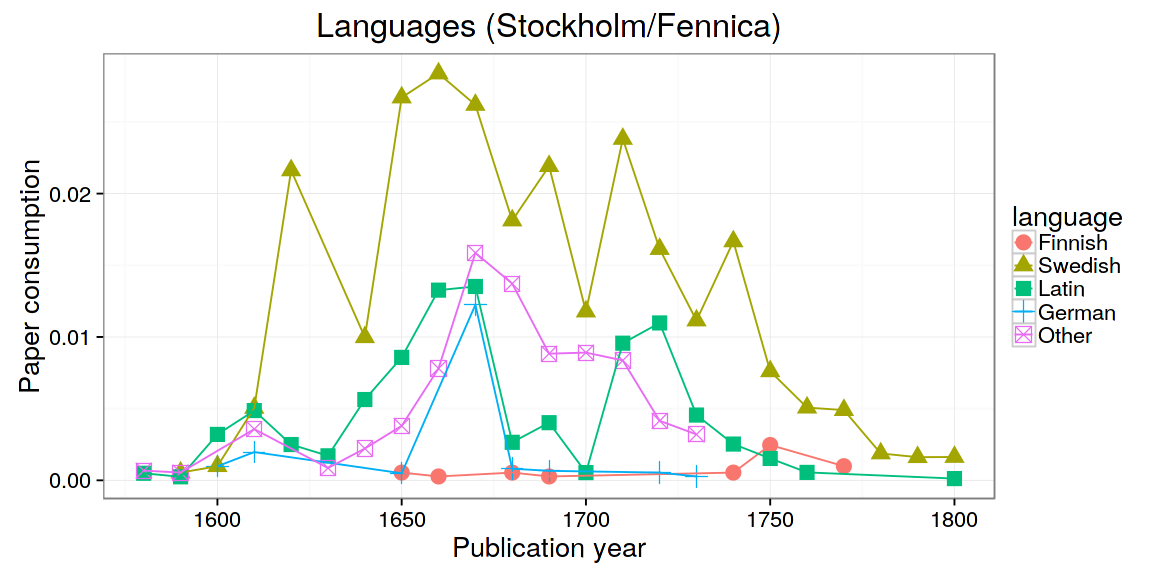 Languages (Stockholm/Fennica)
Paper consumption
0.02
0.01
0.00
1600 1650 1700 1750 1800
Publication year
language
Finnish
Swedish
Latin
German
Other